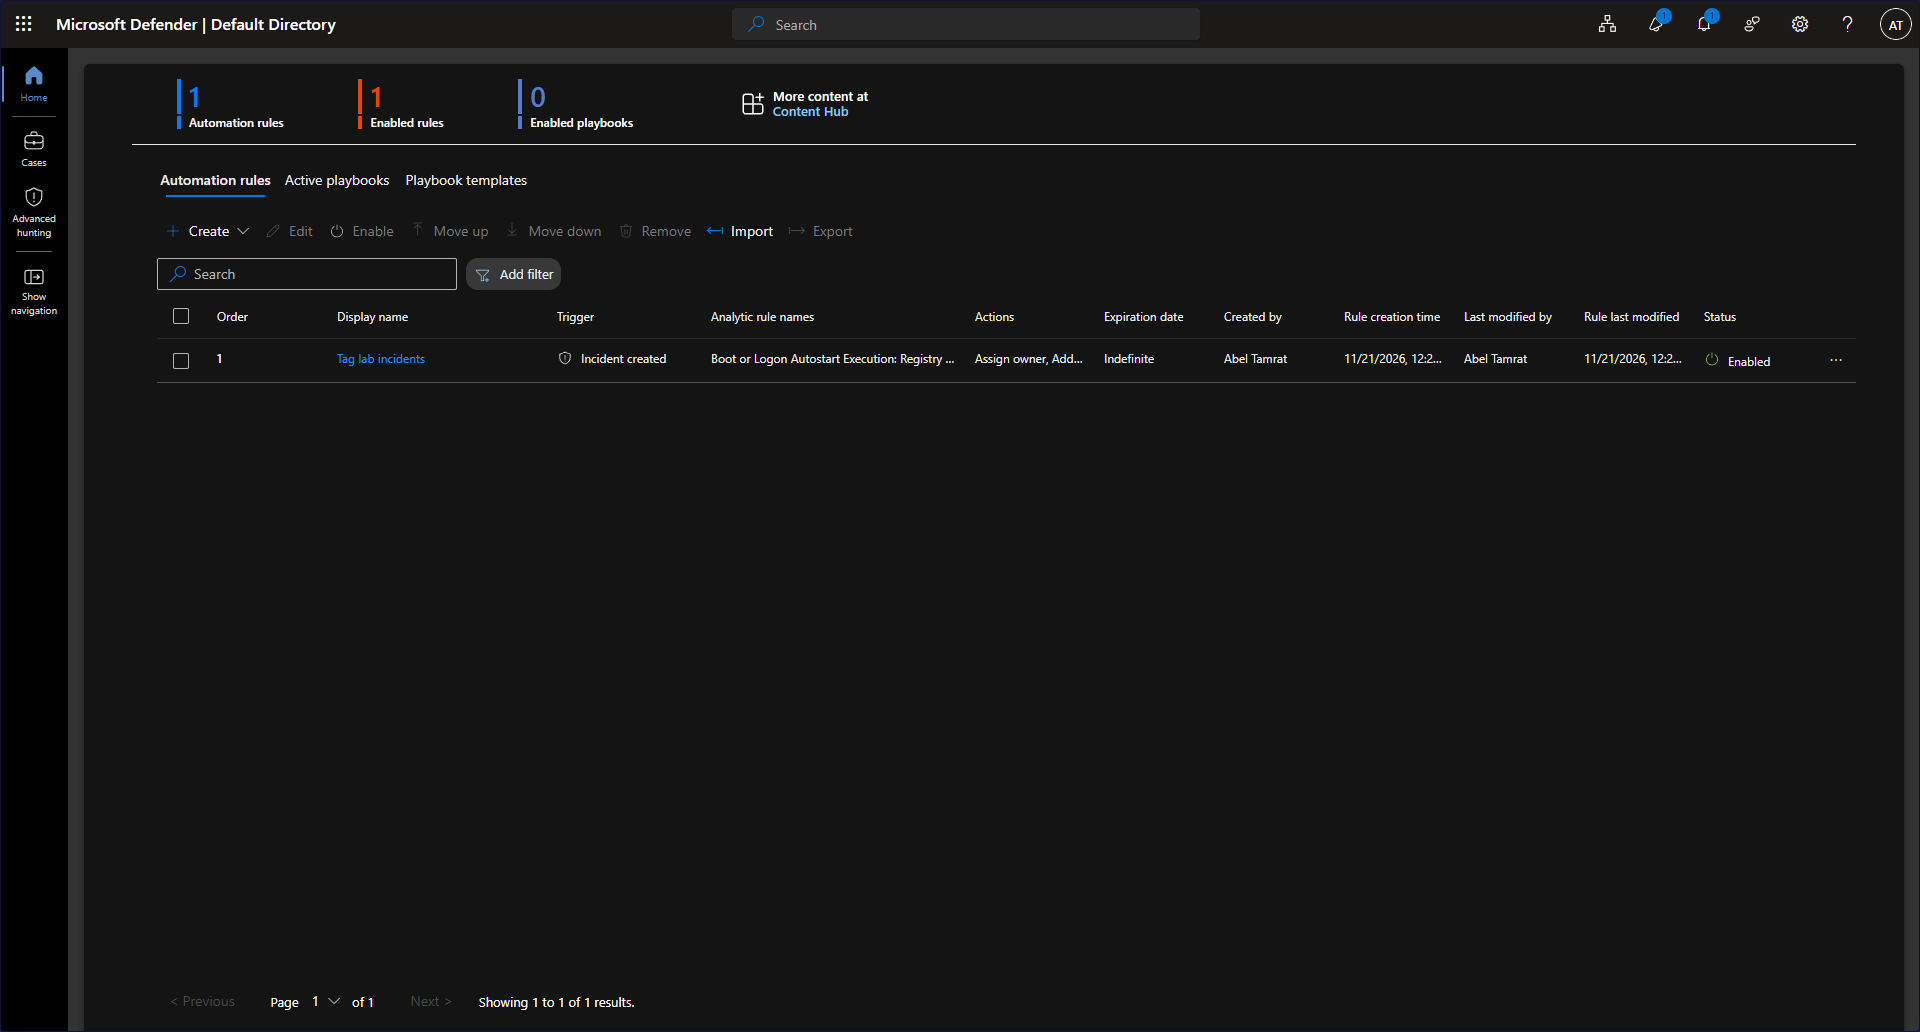 Microsoft Defender | Default Directory
Search
1
1
AT
Home
Cases
Advanced
hunting
Show
navigation
1
Automation rules
1
Enabled rules
0
Enabled playbooks
More content at
Content Hub
Automation rules
Active playbooks
Playbook templates
Create
Edit
Enable
Move up
Move down
Remove
Import
Export
Search
Add filter
Order
Display name
Trigger
Analytic rule names
Actions
Expiration date
Created by
Rule creation time
Last modified by
Rule last modified
Status
1
Tag lab incidents
Incident created
Boot or Logon Autostart Execution: Registry ...
Assign owner, Add...
Indefinite
Abel Tamrat
11/21/2026, 12:2...
Abel Tamrat
11/21/2026, 12:2...
Enabled
...
< Previous
Page 1 of 1
Next >
Showing 1 to 1 of 1 results.